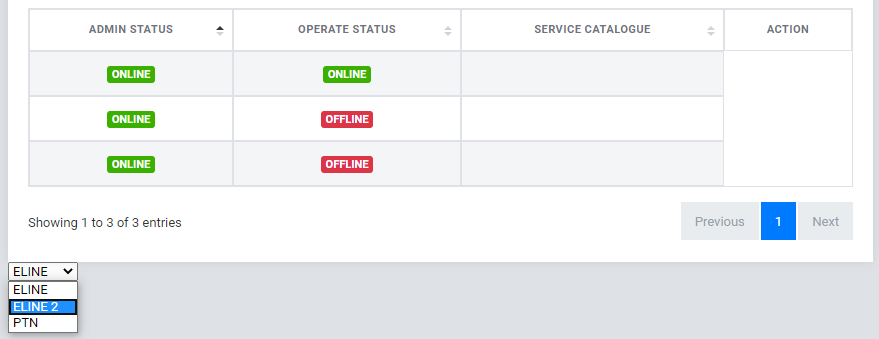 ADMIN STATUS OPERATE STATUS SERVICE CATALOGUE ACTION
ONLINE ONLINE
ONLINE OFFLINE
ONLINE OFFLINE
Showing 1 to 3 of 3 entries Previous 1 Next
ELINE
ELINE
ELINE 2
PTN